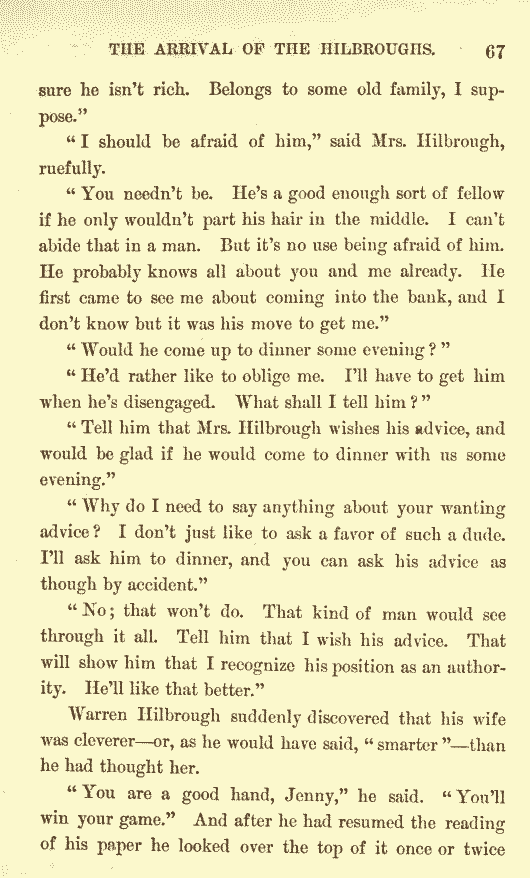 THE ARRIVAL OF THE HILBROUGHS. 67
sure he isn't rich. Belongs to some old family, I sup-
pose."
"I should be afraid of him," said Mrs. Hilbrough,
ruefully.
"You needn't be. He's a good enough sort of fellow
if he only wouldn't part his hair in the middle. I can't
abide that in a man. But it's no use being afraid of him.
He probably knows all about you and me already. He
first came to see me about coming into the bank, and I
don't know but it was his move to get me."
"Would he come up to dinner some evening?"
"He'd rather like to oblige me. I'll have to get him
when he's disengaged. What shall I tell him?"
"Tell him that Mrs. Hilbrough wishes his advice, and
would be glad if he would come to dinner with us some
evening."
"Why do I need to say anything about your wanting
advice? I don't just like to ask a favor of such a dude.
I'll ask him to dinner, and you can ask his advice as
though by accident."
"No; that won't do. That kind of man would see
through it all. Tell him that I wish his advice. That
will show him that I recognize his position as an author-
ity. He'll like that better."
Warren Hilbrough suddenly discovered that his wife
was cleverer—or, as he would have said, "smarter"—than
he had thought her.
"You are a good hand, Jenny," he said. "You'll
win your game." And after he had resumed the reading
of his paper he looked over the top of it once or twice